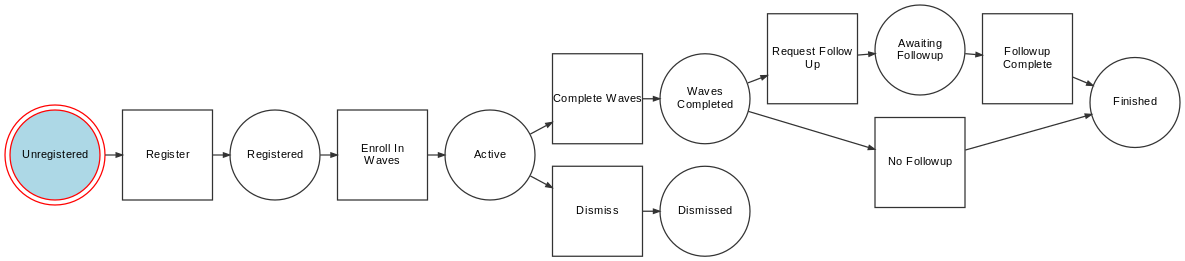 Unregistered
Register
Registered
Enroll In
Waves
Active
Complete Waves
Dismiss
Waves
Completed
Dismissed
Request Follow
Up
No Followup
Awaiting
Followup
Followup
Complete
Finished